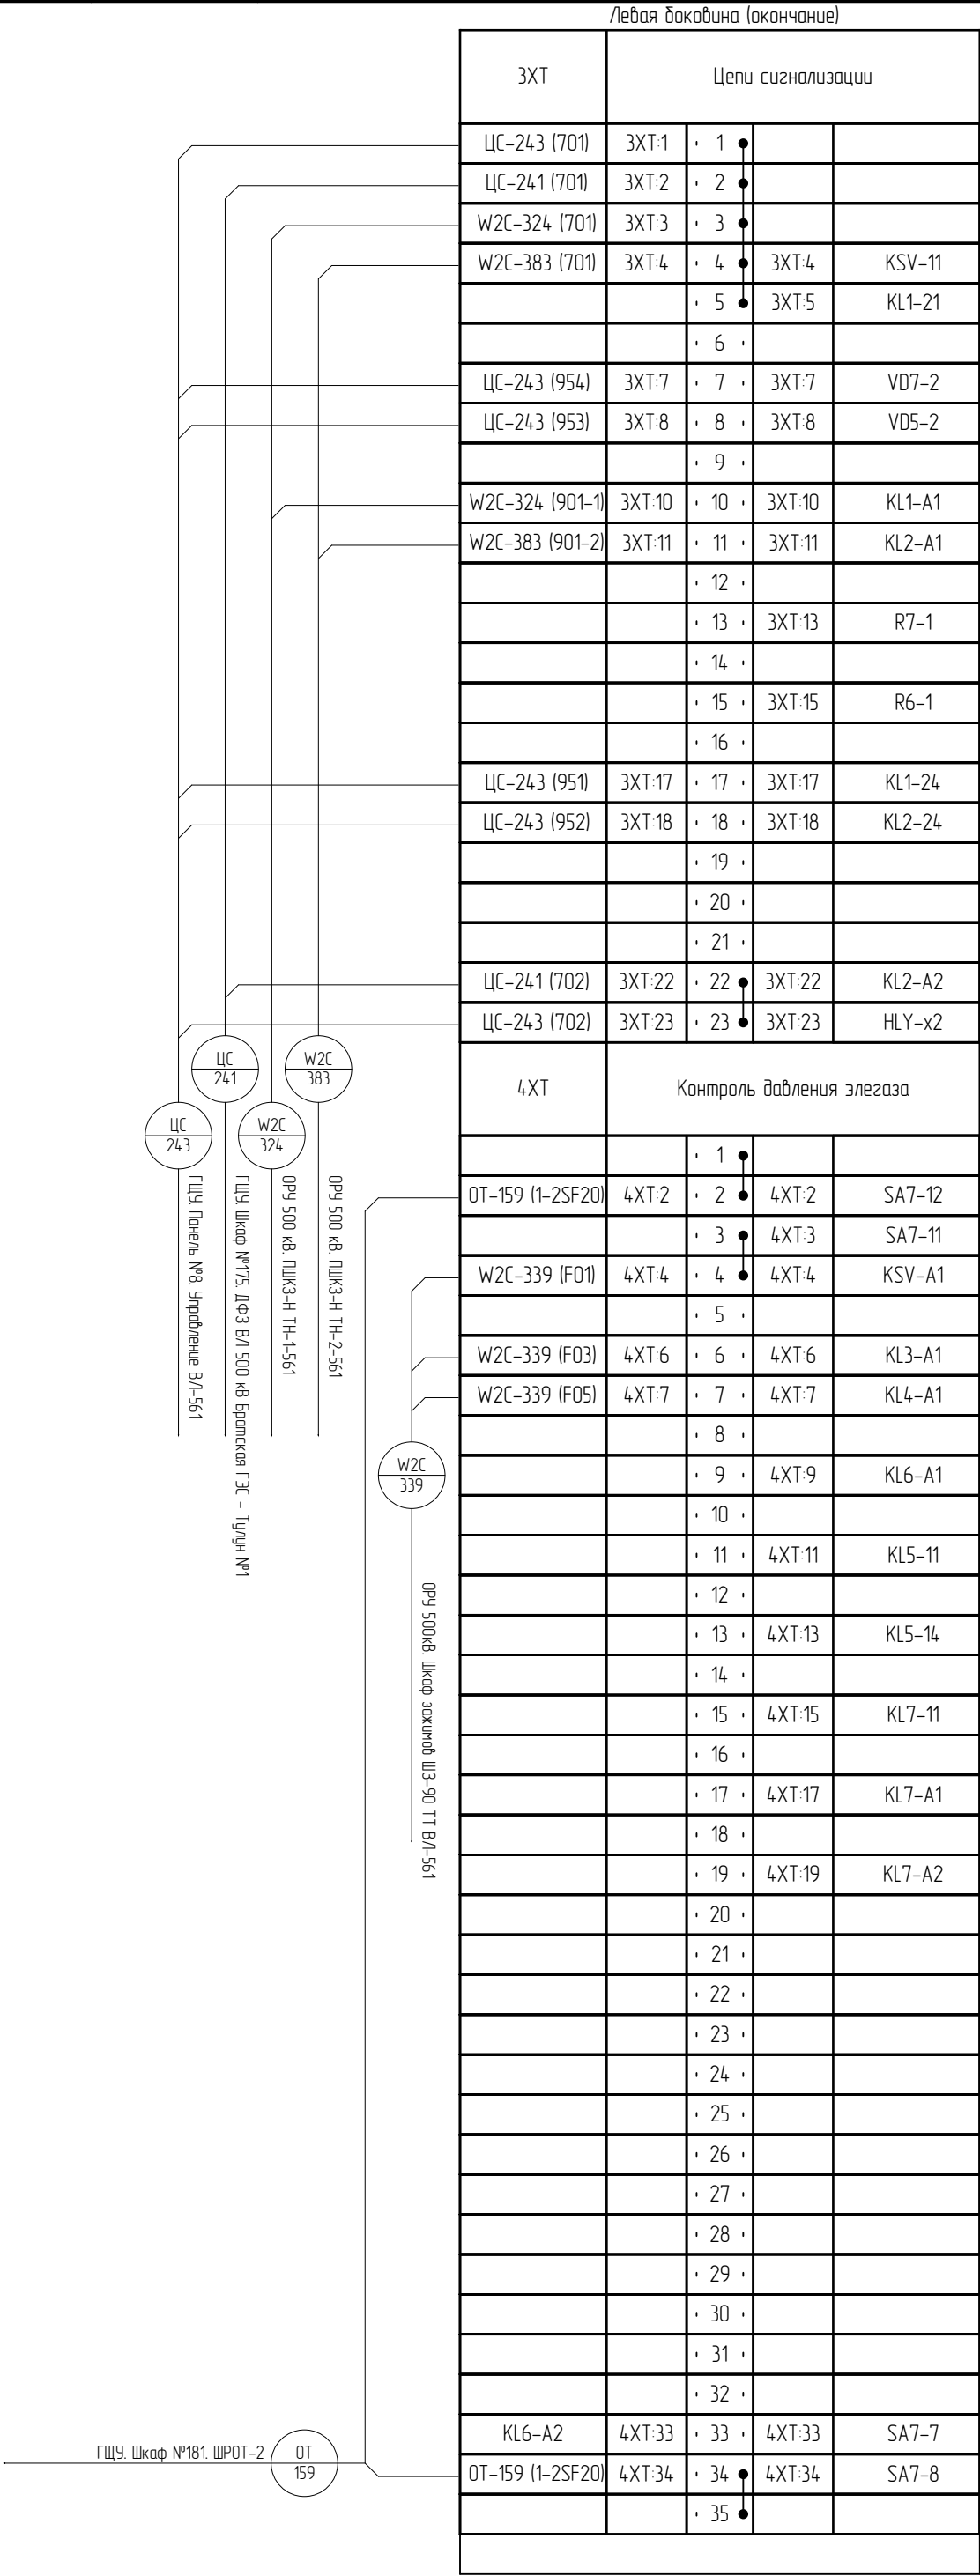 Левая боковина (окончание)
3XT Цепи сигнализации
ЦС-243 (701) 3XT:1 1
ЦС-241 (701) 3XT:2 2
W2C-324 (701) 3XT:3 3
W2C-383 (701) 3XT:4 4 3XT:4 KSV-11
5 3XT:5 KL1-21
6
ЦС-243 (954) 3XT:7 7 3XT:7 VD7-2
ЦС-243 (953) 3XT:8 8 3XT:8 VD5-2
9
W2C-324 (901-1) 3XT:10 10 3XT:10 KL1-A1
W2C-383 (901-2) 3XT:11 11 3XT:11 KL2-A1
12
13 3XT:13 R7-1
14
15 3XT:15 R6-1
16
ЦС-243 (951) 3XT:17 17 3XT:17 KL1-24
ЦС-243 (952) 3XT:18 18 3XT:18 KL2-24
19
20
21
ЦС-241 (702) 3XT:22 22 3XT:22 KL2-A2
ЦС-243 (702) 3XT:23 23 3XT:23 HLY-x2
ЦС
241
W2C
383
ЦС
243
W2C
324
ГЩУ. Панель №8. Управление ВЛ-561
ГЩУ. Шкаф №175. ДФЗ ВЛ 500 кВ Братская ГЭС - Тулун №1
ОРУ 500 кВ. ПШКЗ-Н ТН-1-561
ОРУ 500 кВ. ПШКЗ-Н ТН-2-561
4XT Контроль давления элегаза
1
ОТ-159 (1-2SF20) 4XT:2 2 4XT:2 SA7-12
3 4XT:3 SA7-11
W2C-339 (F01) 4XT:4 4 4XT:4 KSV-A1
5
W2C-339 (F03) 4XT:6 6 4XT:6 KL3-A1
W2C-339 (F05) 4XT:7 7 4XT:7 KL4-A1
8
W2C
339
ОРУ 500кВ. Шкаф зажимов ШЗ-90 ТТ ВЛ-561
9 4XT:9 KL6-A1
10
11 4XT:11 KL5-11
12
13 4XT:13 KL5-14
14
15 4XT:15 KL7-11
16
17 4XT:17 KL7-A1
18
19 4XT:19 KL7-A2
20
21
22
23
24
25
26
27
28
29
30
31
32
KL6-A2 4XT:33 33 4XT:33 SA7-7
ГЩУ. Шкаф №181. ШРОТ-2
ОТ
159
ОТ-159 (1-2SF20) 4XT:34 34 4XT:34 SA7-8
35